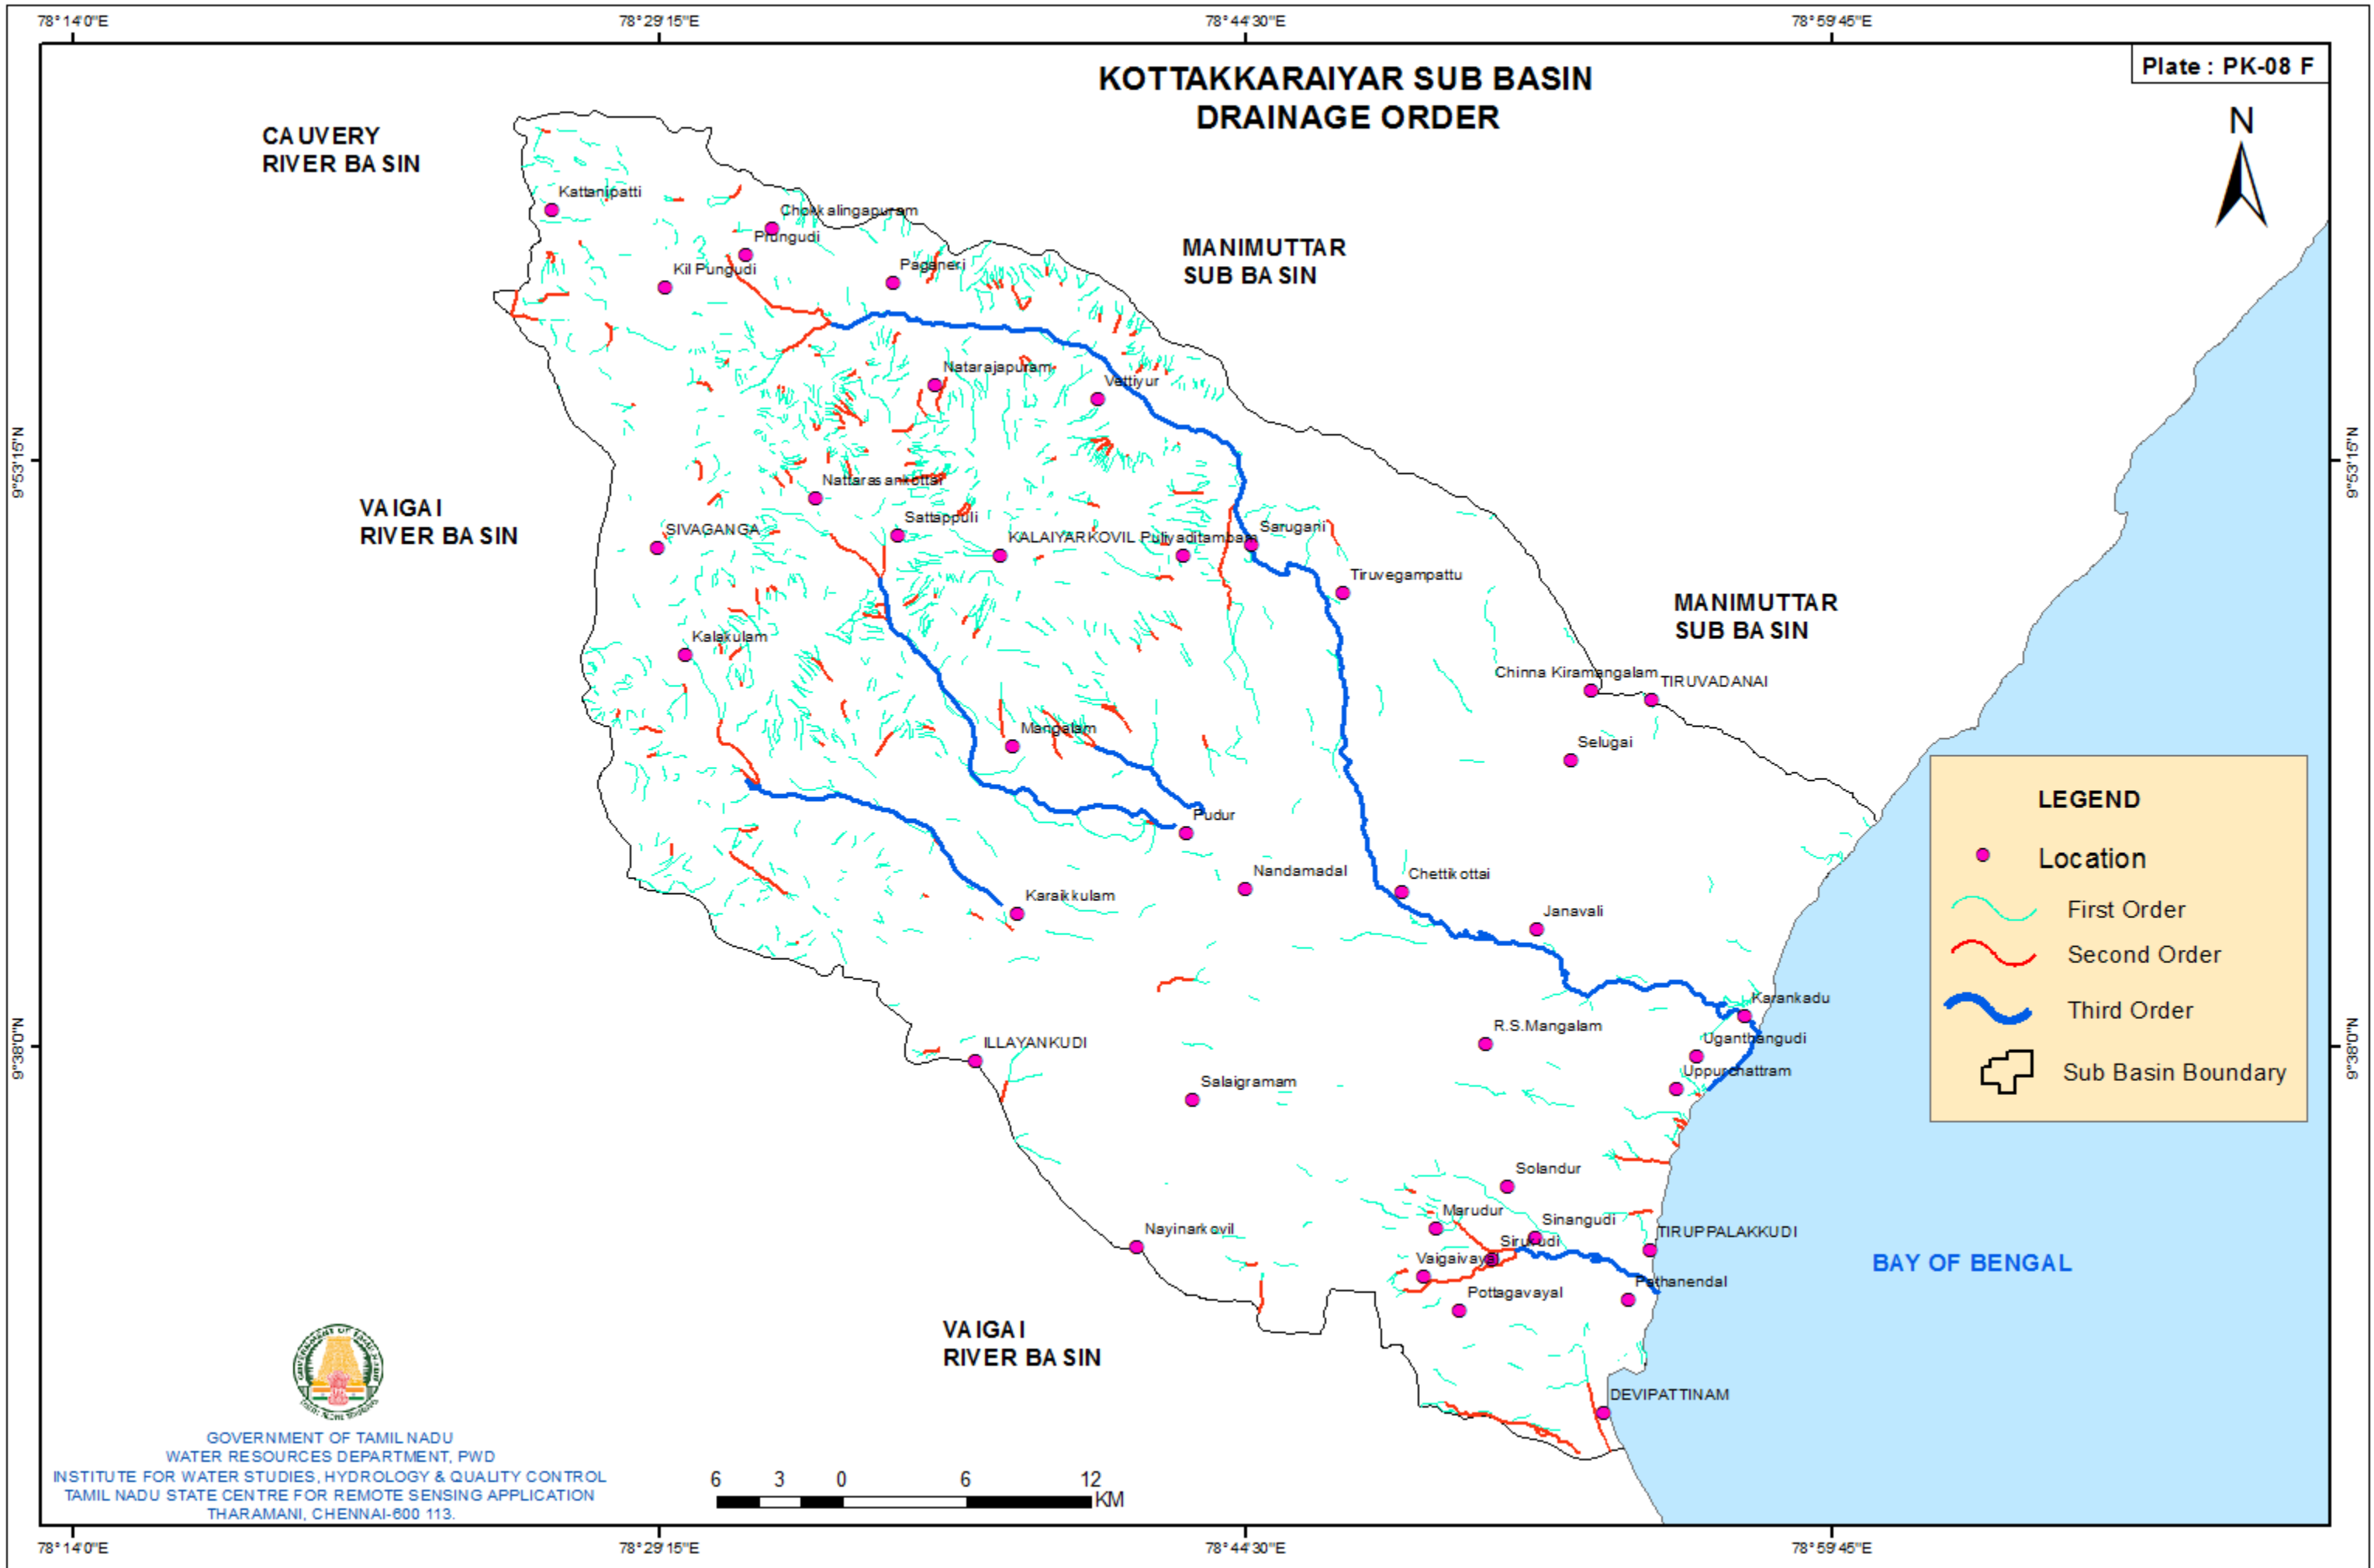 78°14'0"E
78°29'15"E
78°44'30"E
78°59'45"E
Plate : PK-08 F
KOTTAKKARAIYAR SUB BASIN
DRAINAGE ORDER
N
CAUVERY
RIVER BASIN
Kattanipatti
Chokkalingapuram
Prungudi
Kil Pungudi
Paganeri
MANIMUTTAR
SUB BASIN
Natarajapuram
Vettiyur
9°53'15"N
9°53'15"N
VAIGAI
RIVER BASIN
Nattarasankottai
Sattappuli
SIVAGANGA
KALAIYARKOVIL
Puliyaditambam
Sarugani
Tiruvegampattu
MANIMUTTAR
SUB BASIN
Kalakulam
Chinna Kiramangalam
TIRUVADANAI
Mangalam
Selugai
Pudur
Nandamadal
Chettikottai
Karaikkulam
Janavali
LEGEND
Location
First Order
Second Order
Third Order
Sub Basin Boundary
Karankadu
R.S.Mangalam
Uganthangudi
9°38'0"N
9°38'0"N
ILLAYANKUDI
Uppurchattram
Salaigramam
Solandur
Marudur
Sinangudi
Nayinarkovil
TIRUPPALAKKUDI
Sirukudi
Vaigaivayal
BAY OF BENGAL
Pathanendal
Pottagavayal
VAIGAI
RIVER BASIN
DEVIPATTINAM
GOVERNMENT OF TAMIL NADU
WATER RESOURCES DEPARTMENT, PWD
INSTITUTE FOR WATER STUDIES, HYDROLOGY & QUALITY CONTROL
TAMIL NADU STATE CENTRE FOR REMOTE SENSING APPLICATION
THARAMANI, CHENNAI-600 113.
6 3 0 6 12
KM
78°14'0"E
78°29'15"E
78°44'30"E
78°59'45"E